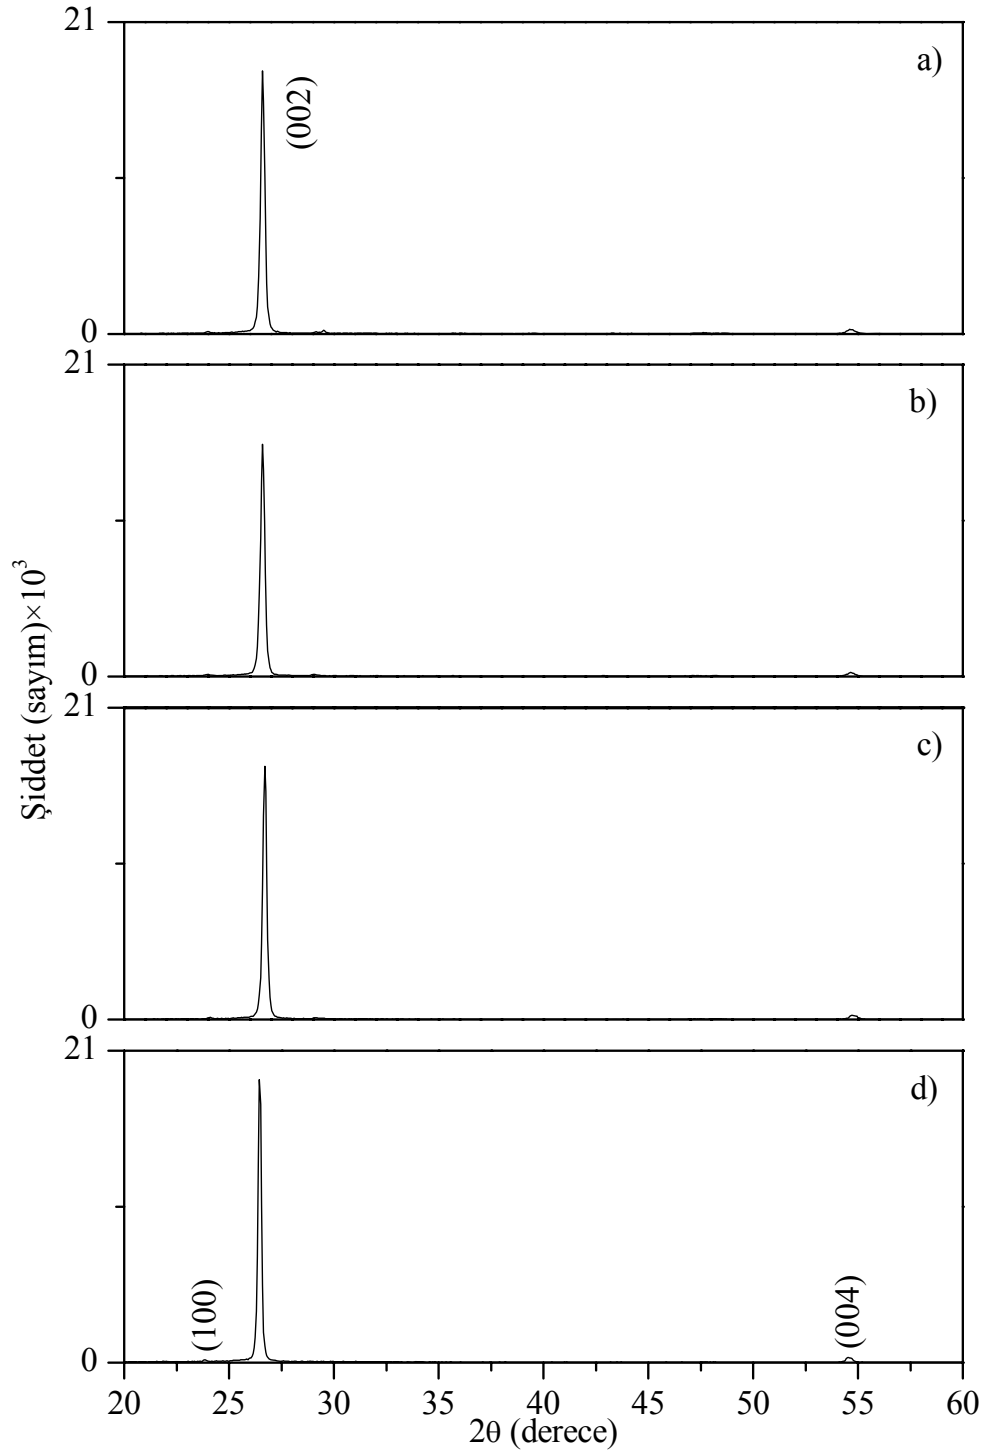 Şiddet (sayım)×10³
21
a)
(002)
0
21
b)
0
21
c)
0
21
d)
(100)
(004)
0
20 25 30 35 40 45 50 55 60
2θ (derece)